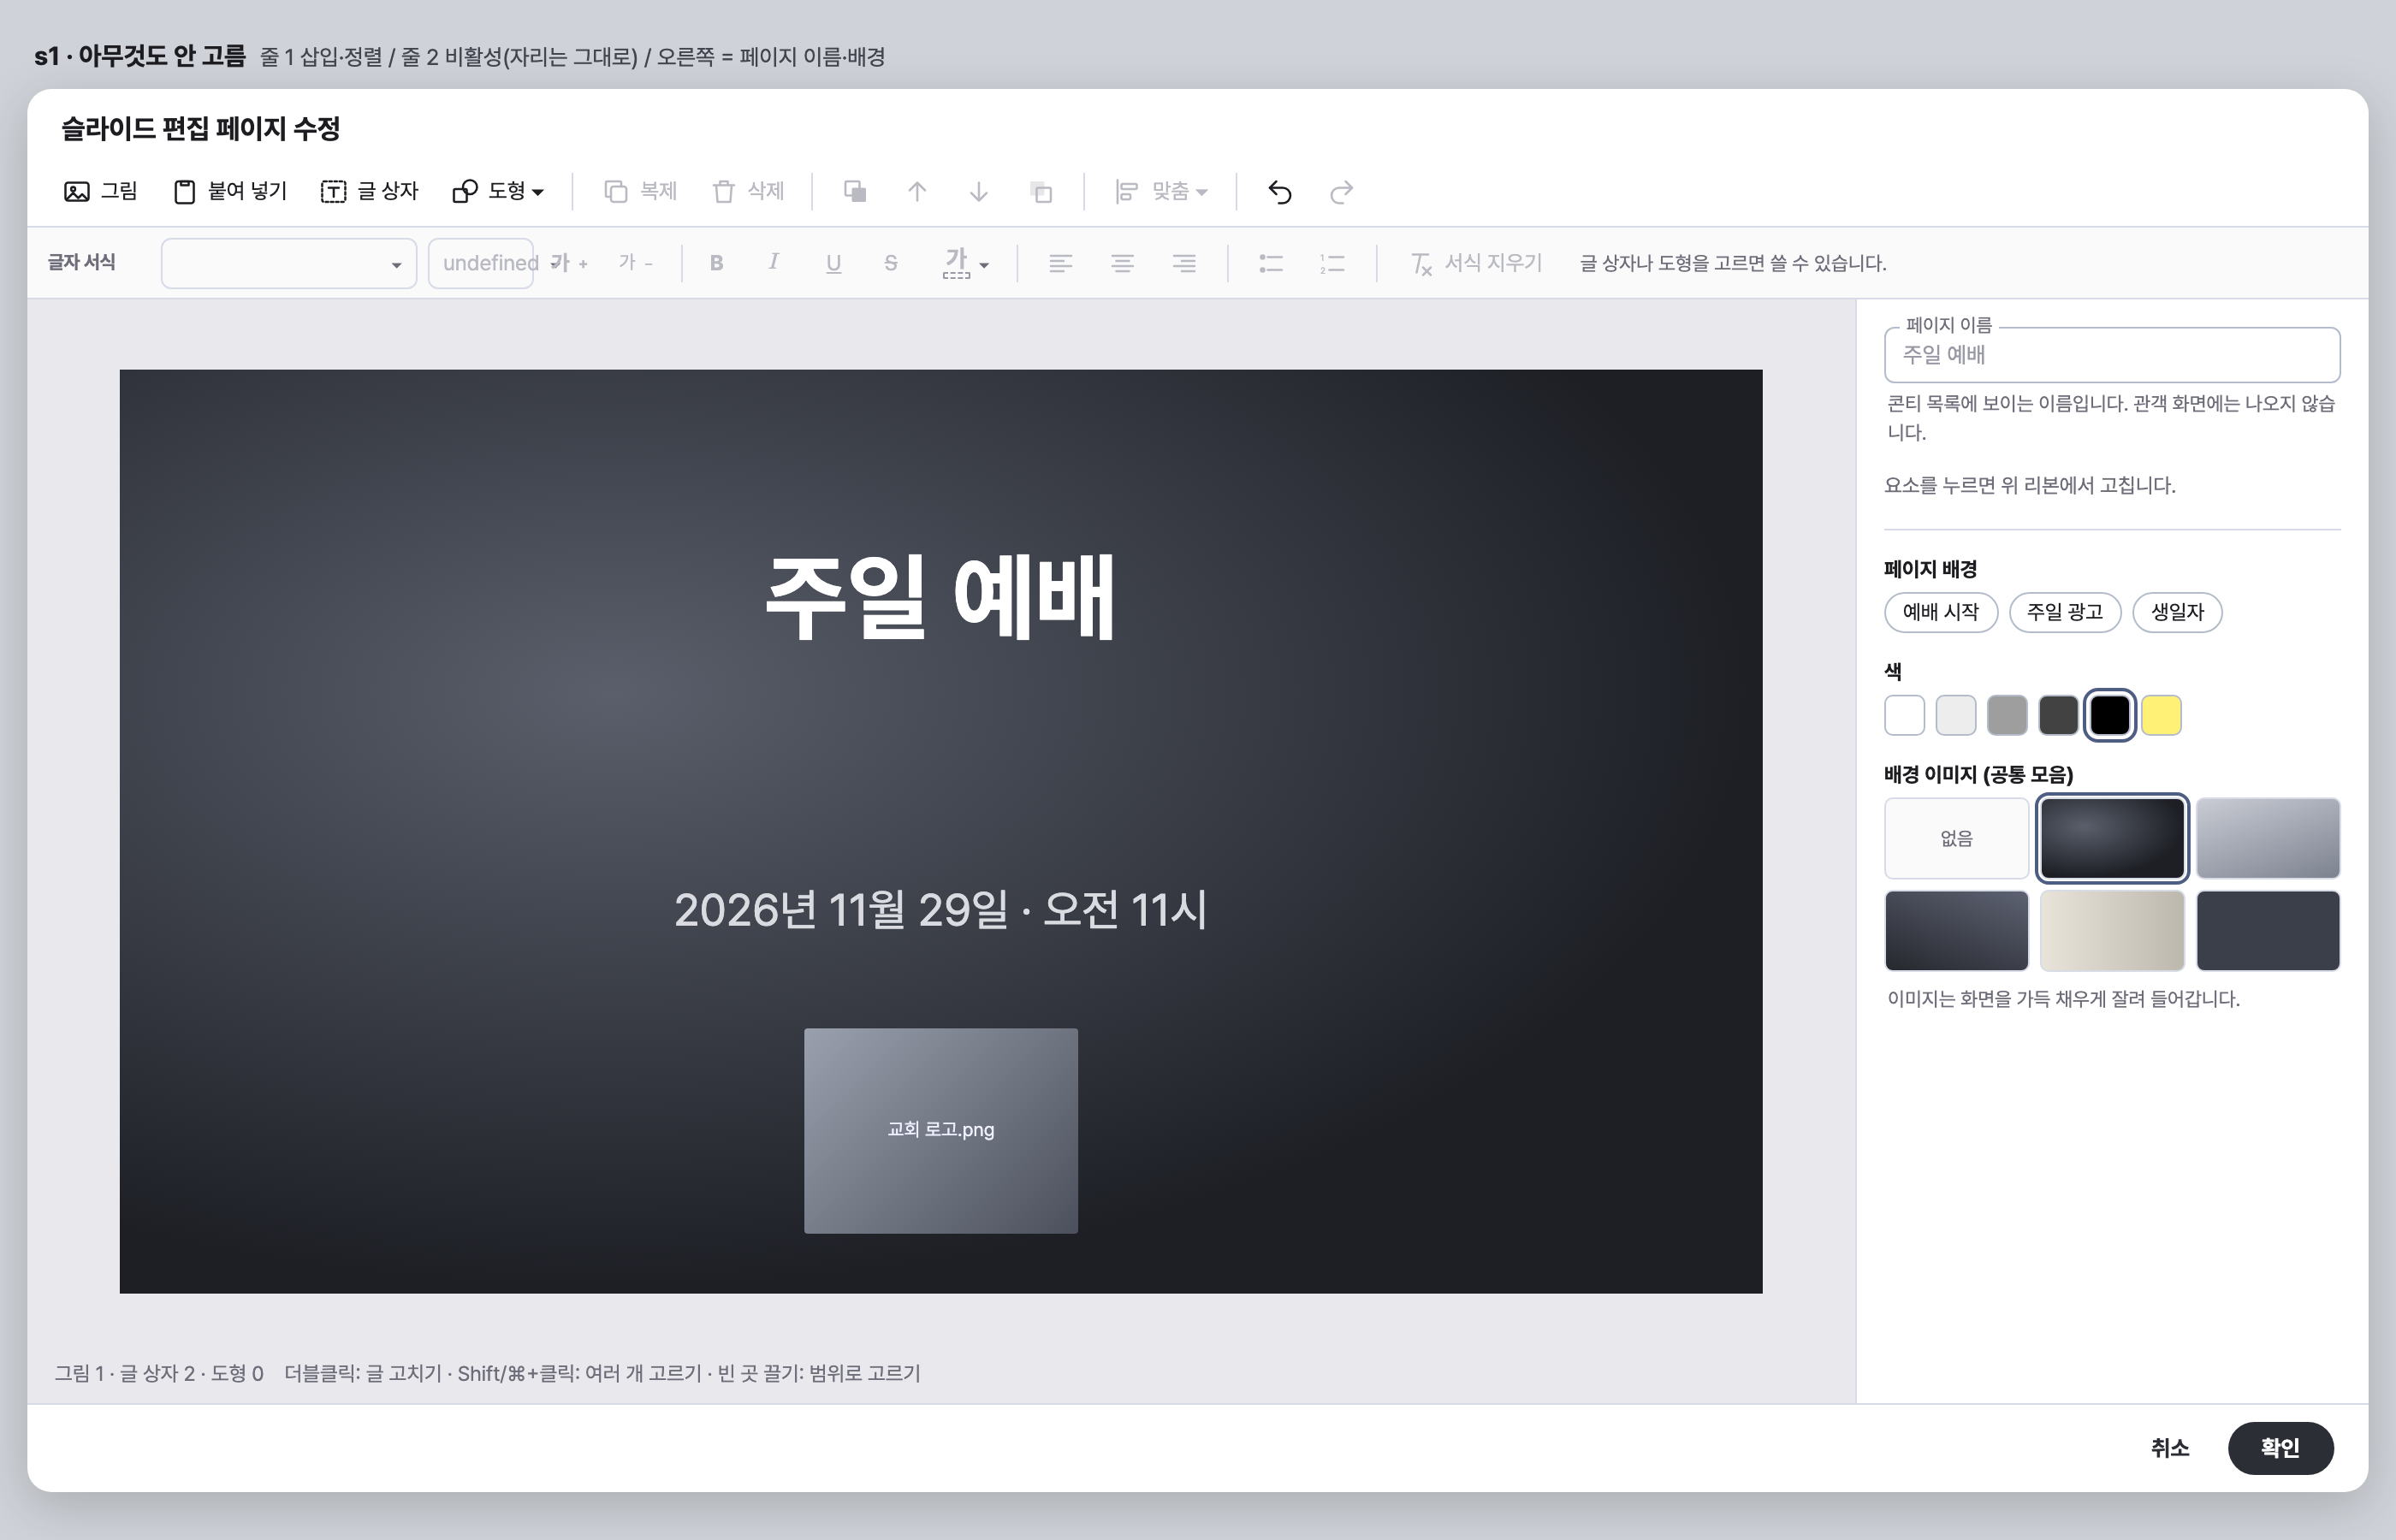 s1 · 아무것도 안 고름 줄 1 삽입·정렬 / 줄 2 비활성(자리는 그대로) / 오른쪽 = 페이지 이름·배경
슬라이드 편집 페이지 수정
그림 붙여 넣기 글 상자 도형 복제 삭제 맞춤
글자 서식 undefined 가 + 가 − B I U S 가 1 2 서식 지우기 글 상자나 도형을 고르면 쓸 수 있습니다.
주일 예배
2026년 11월 29일 · 오전 11시
교회 로고.png
그림 1 · 글 상자 2 · 도형 0 더블클릭: 글 고치기 · Shift/⌘+클릭: 여러 개 고르기 · 빈 곳 끌기: 범위로 고르기
페이지 이름
주일 예배
콘티 목록에 보이는 이름입니다. 관객 화면에는 나오지 않습
니다.
요소를 누르면 위 리본에서 고칩니다.
페이지 배경
예배 시작 주일 광고 생일자
색
배경 이미지 (공통 모음)
없음
이미지는 화면을 가득 채우게 잘려 들어갑니다.
취소 확인